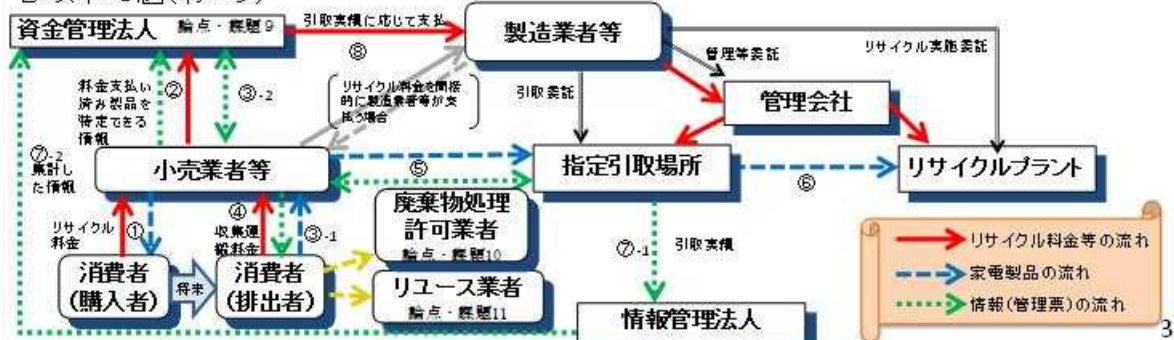 資金管理法人 論点・課題9
引取実績に応じて支払
⑧
製造業者等
リサイクル実施委託
管理等委託
料金支払い
済み製品を
特定できる
情報
②
③-2
リサイクル料金を間接
的に製造業者等が支
払う場合
引取委託
管理会社
⑦-2
集計し
た情報
小売業者等
⑤
指定引取場所
⑥
リサイクルプラント
リサイクル
料金
①
④
収集運
搬料金
③-1
廃棄物処理
許可業者
論点・課題10
⑦-1
引取実績
消費者
(購入者)
将来
消費者
(排出者)
リユース業者
論点・課題11
情報管理法人
リサイクル料金等の流れ
家電製品の流れ
情報(管理票)の流れ
3